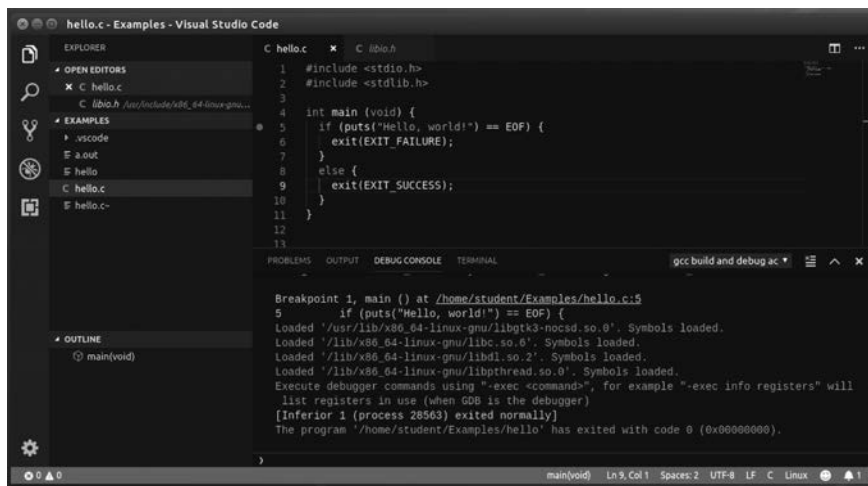 hello.c - Examples - Visual Studio Code
EXPLORER
OPEN EDITORS
C hello.c
C libio.h /usr/include/x86_64-linux-gnu...
EXAMPLES
.vscode
a.out
hello
C hello.c
hello.c~
OUTLINE
main(void)
C hello.c
C libio.h
1 #include <stdio.h>
2 #include <stdlib.h>
3
4 int main (void) {
5 if (puts("Hello, world!") == EOF) {
6 exit(EXIT_FAILURE);
7 }
8 else {
9 exit(EXIT_SUCCESS);
10 }
11 }
12
13
PROBLEMS OUTPUT DEBUG CONSOLE TERMINAL gcc build and debug ac
Breakpoint 1, main () at /home/student/Examples/hello.c:5
5 if (puts("Hello, world!") == EOF) {
Loaded '/usr/lib/x86_64-linux-gnu/libgtk3-nocsd.so.0'. Symbols loaded.
Loaded '/lib/x86_64-linux-gnu/libc.so.6'. Symbols loaded.
Loaded '/lib/x86_64-linux-gnu/libdl.so.2'. Symbols loaded.
Loaded '/lib/x86_64-linux-gnu/libpthread.so.0'. Symbols loaded.
Execute debugger commands using "-exec <command>", for example "-exec info registers" will
list registers in use (when GDB is the debugger)
[Inferior 1 (process 28563) exited normally]
The program '/home/student/Examples/hello' has exited with code 0 (0x00000000).
0 0 main(void) Ln 9, Col 1 Spaces: 2 UTF-8 LF C Linux 1